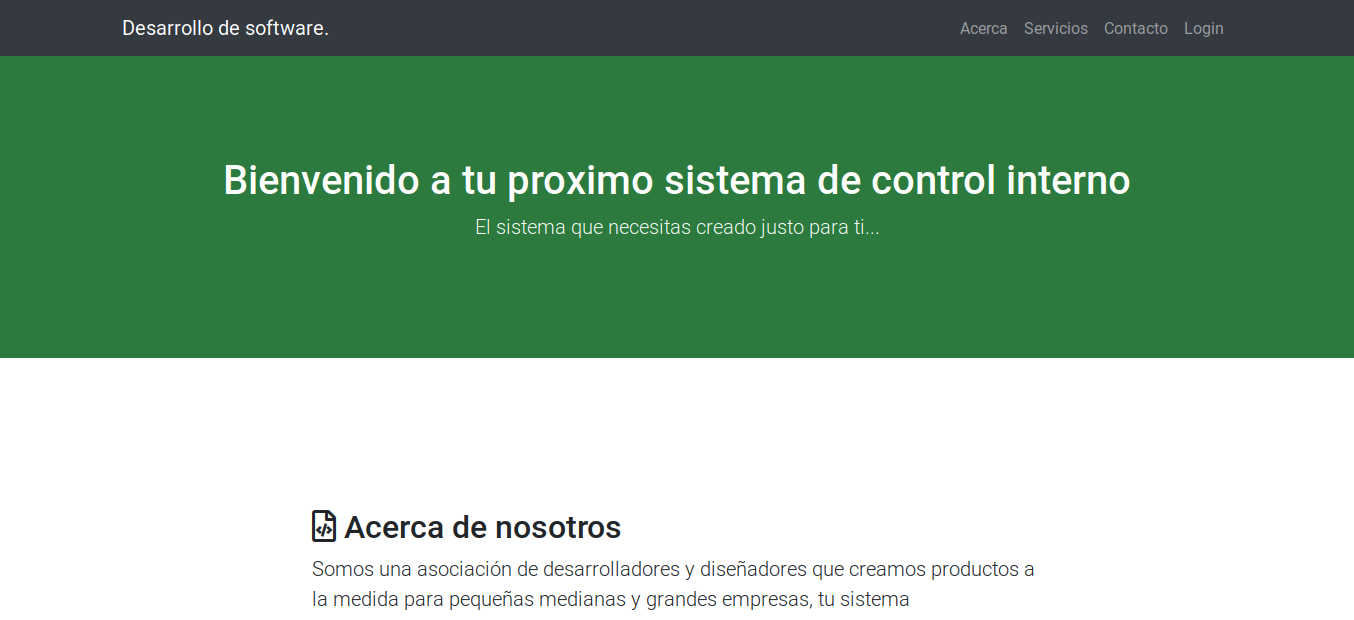 Desarrollo de software.
Acerca Servicios Contacto Login
Bienvenido a tu proximo sistema de control interno
El sistema que necesitas creado justo para ti...
Acerca de nosotros
Somos una asociación de desarrolladores y diseñadores que creamos productos a
la medida para pequeñas medianas y grandes empresas, tu sistema